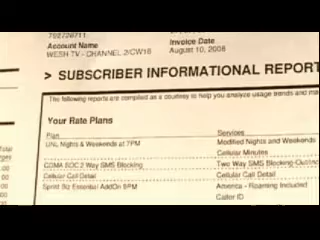 792726711
Account Name
Invoice Date
WESH TV - CHANNEL 2/CW18
August 10, 2008
> SUBSCRIBER INFORMATIONAL REPORT
The following reports are compiled as a courtesy to help you analyze usage trends and
Your Rate Plans
Plan
Services
UNL Nights & Weekends at 7PM
Modified Nights and Weekends
Cellular Minutes
CDMA SOC 2 Way SMS Blocking
Two Way SMS Blocking
Cellular Call Detail
Cellular Call Detail
Sprint Biz Essential AddOn 6PM
America - Roaming Included
Caller ID